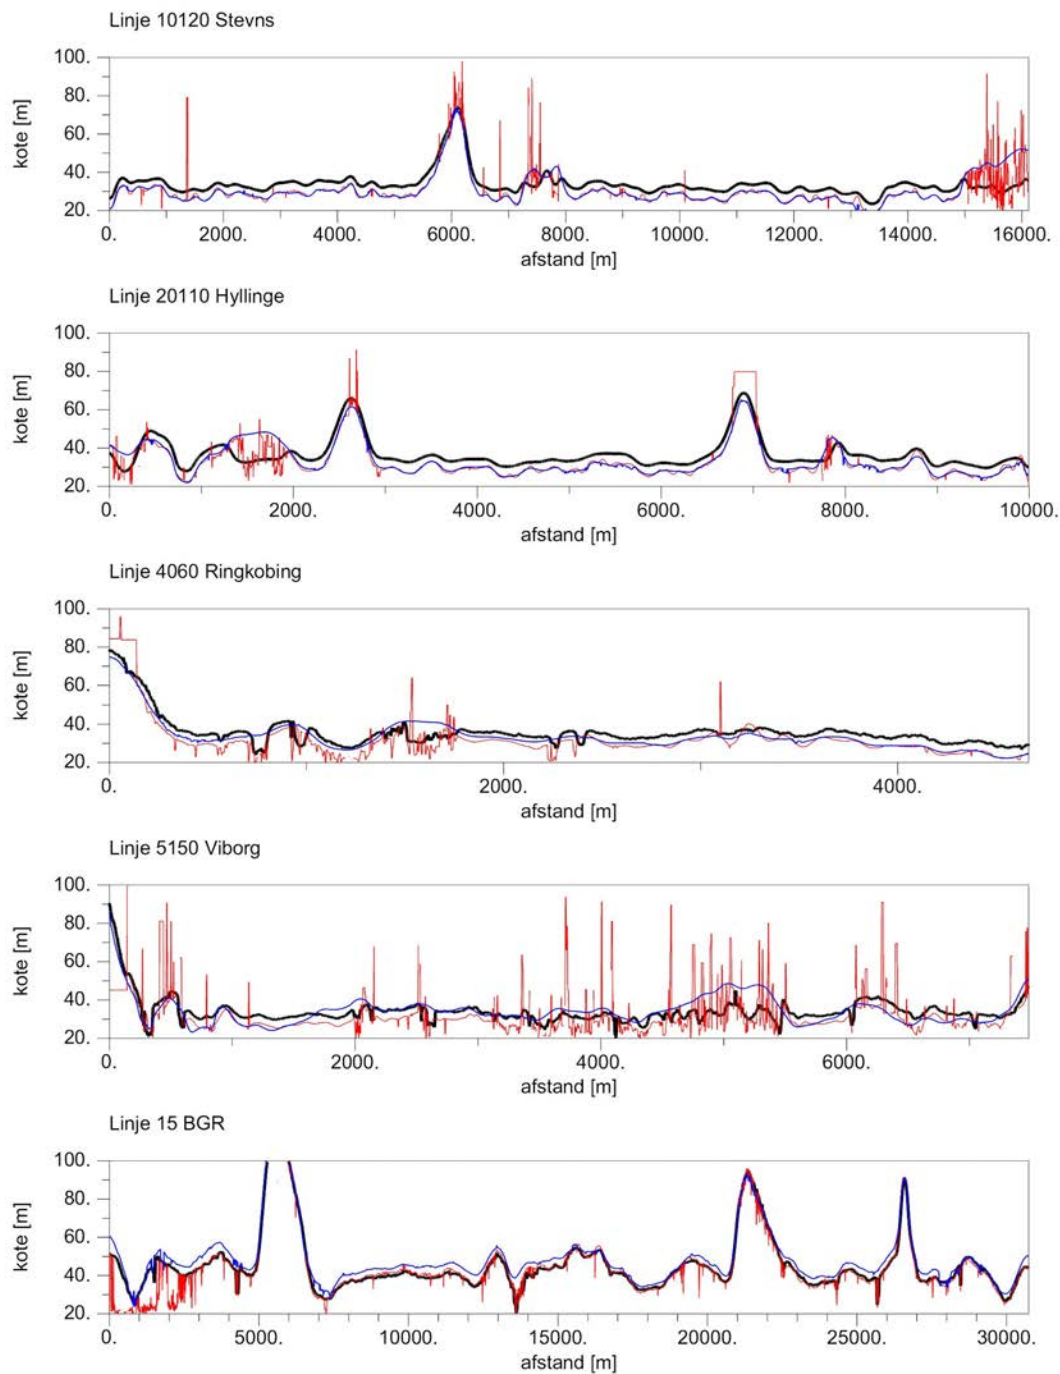 Linje 10120 Stevns
100.
80.
60.
40.
20.
kote [m]
0. 2000. 4000. 6000. 8000. 10000. 12000. 14000. 16000.
afstand [m]
Linje 20110 Hyllinge
100.
80.
60.
40.
20.
kote [m]
0. 2000. 4000. 6000. 8000. 10000.
afstand [m]
Linje 4060 Ringkobing
100.
80.
60.
40.
20.
kote [m]
0. 2000. 4000.
afstand [m]
Linje 5150 Viborg
100.
80.
60.
40.
20.
kote [m]
0. 2000. 4000. 6000.
afstand [m]
Linje 15 BGR
100.
80.
60.
40.
20.
kote [m]
0. 5000. 10000. 15000. 20000. 25000. 30000.
afstand [m]